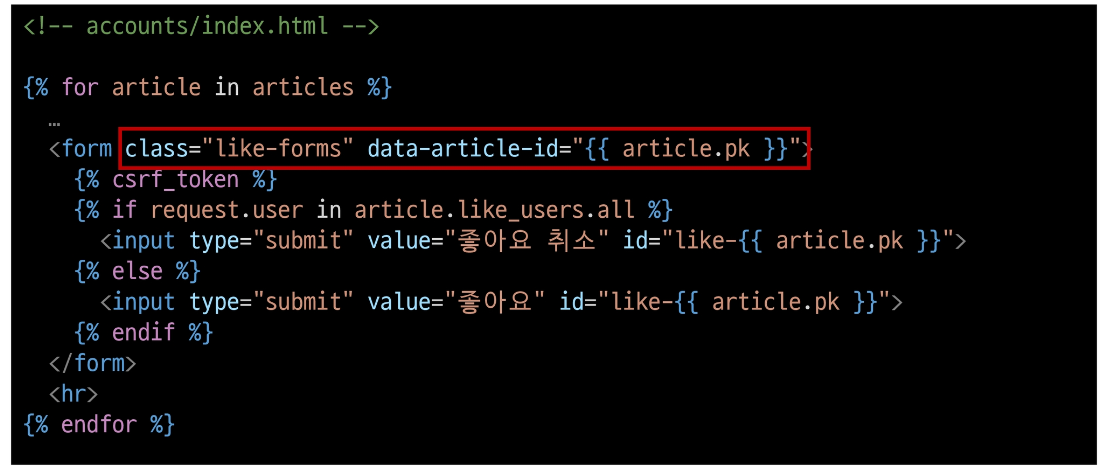 <!-- accounts/index.html -->
{% for article in articles %}
…
<form class="like-forms" data-article-id="{{ article.pk }}">
{% csrf_token %}
{% if request.user in article.like_users.all %}
<input type="submit" value="좋아요 취소" id="like-{{ article.pk }}">
{% else %}
<input type="submit" value="좋아요" id="like-{{ article.pk }}">
{% endif %}
</form>
<hr>
{% endfor %}